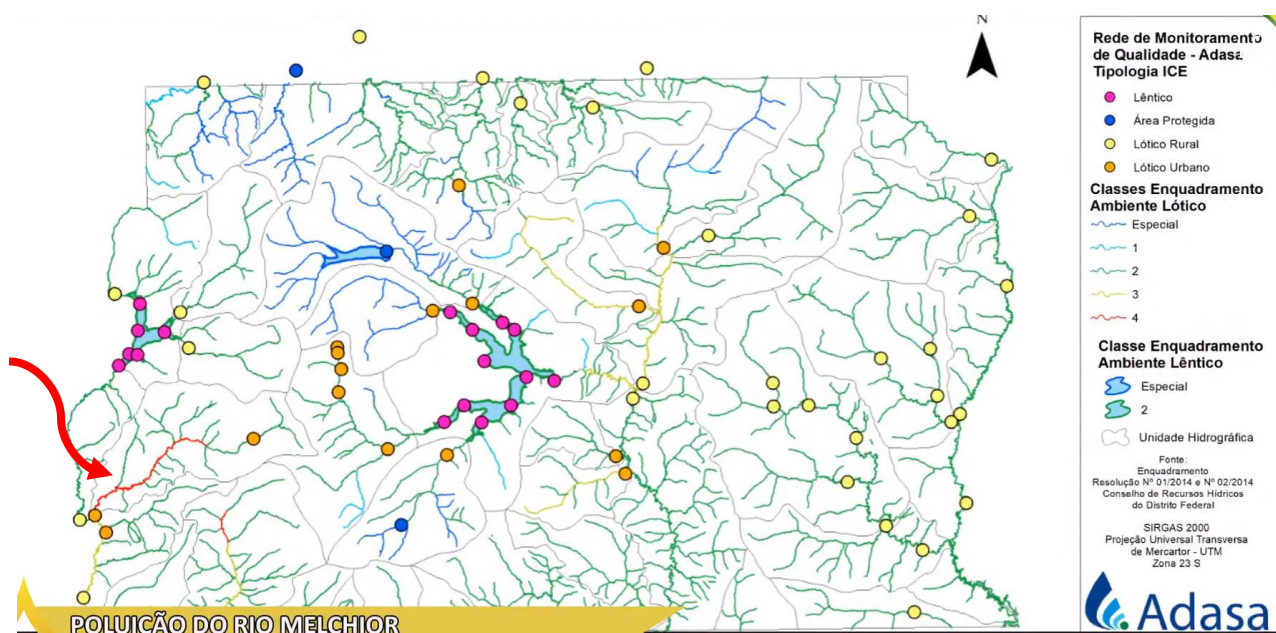 N
Rede de Monitoramento
de Qualidade - Adasa
Tipologia ICE
Lêntico
Área Protegida
Lótico Rural
Lótico Urbano
Classes Enquadramento
Ambiente Lótico
Especial
1
2
3
4
Classe Enquadramento
Ambiente Lêntico
Especial
2
Unidade Hidrográfica
Fonte:
Enquadramento
Resolução Nº 01/2014 e Nº 02/2014
Conselho de Recursos Hídricos
do Distrito Federal
SIRGAS 2000
Projeção Universal Transversa
de Mercartor - UTM
Zona 23 S
Adasa
POLUIÇÃO DO RIO MELCHIOR